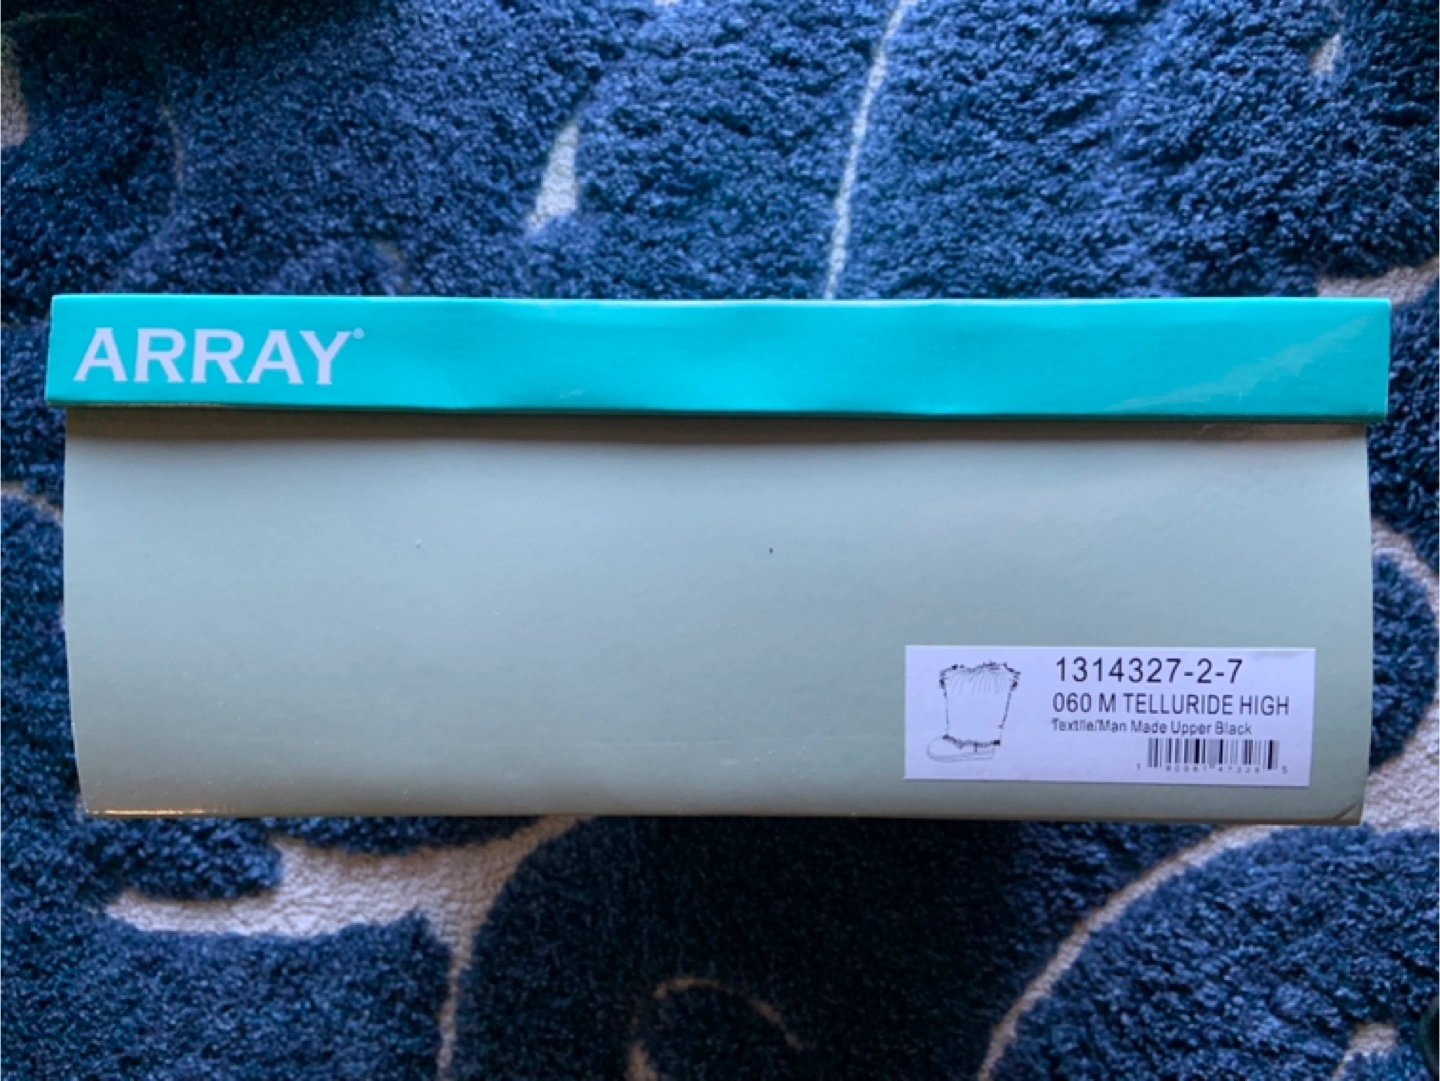 ARRAY®
1314327-2-7
060 M TELLURIDE HIGH
Textile/Man Made Upper Black